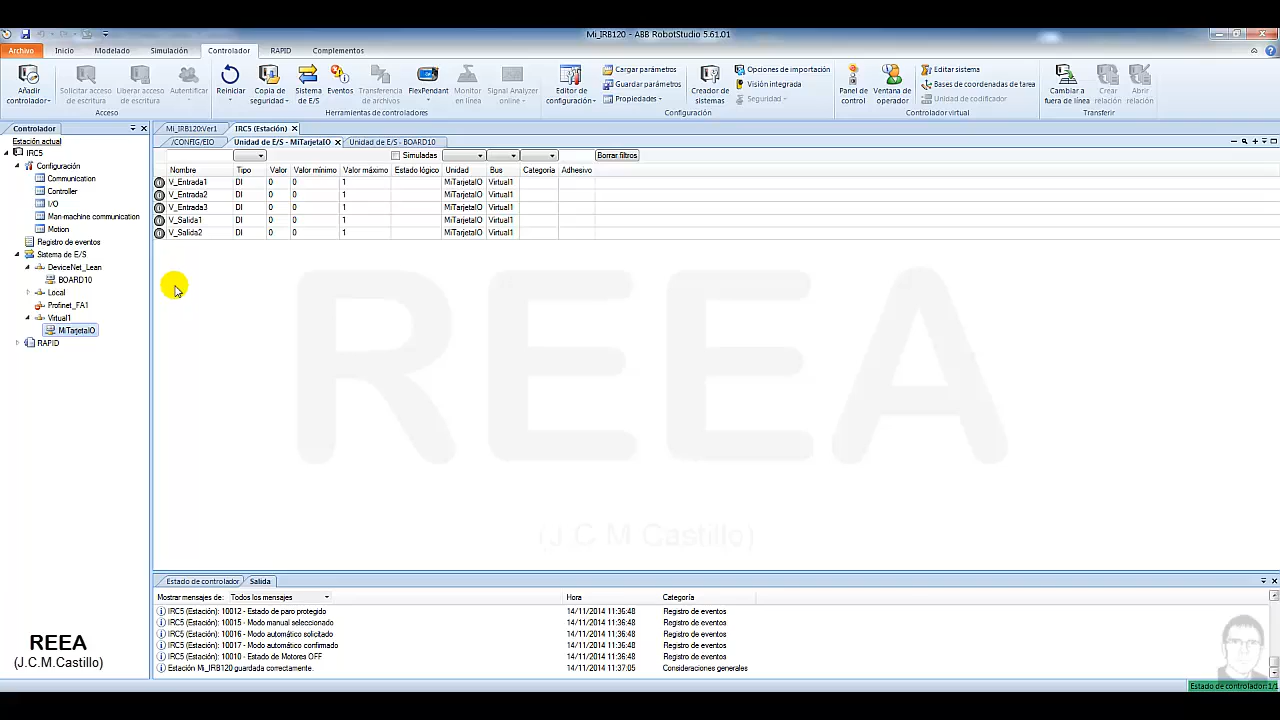 Mi_IRB120 - ABB RobotStudio 5.61.01
Archivo Inicio Modelado Simulación Controlador RAPID Complementos
Añadir controlador
Solicitar acceso de escritura
Liberar acceso de escritura
Autentificar
Acceso
Reiniciar
Copia de seguridad
Sistema de E/S
Eventos
Transferencia de archivos
FlexPendant
Monitor en línea
Signal Analyzer online
Herramientas de controladores
Editor de configuración
Cargar parámetros
Guardar parámetros
Propiedades
Creador de sistemas
Opciones de importación
Visión integrada
Seguridad
Configuración
Panel de control
Ventana de operador
Editar sistema
Bases de coordenadas de tarea
Unidad de codificador
Controlador virtual
Cambiar a fuera de línea
Crear relación
Abrir relación
Transferir
Controlador
Estación actual
IRC5
Configuración
Communication
Controller
I/O
Man-machine communication
Motion
Registro de eventos
Sistema de E/S
DeviceNet_Lean
BOARD10
Local
Profinet_FA1
Virtual1
MiTarjetaIO
RAPID
Mi_IRB120:Ver1 IRC5 (Estación)
/CONFIG/EIO Unidad de E/S - MiTarjetaIO Unidad de E/S - BOARD10
Simuladas Borrar filtros
Nombre Tipo Valor Valor mínimo Valor máximo Estado lógico Unidad Bus Categoría Adhesivo
V_Entrada1 DI 0 0 1 MiTarjetaIO Virtual1
V_Entrada2 DI 0 0 1 MiTarjetaIO Virtual1
V_Entrada3 DI 0 0 1 MiTarjetaIO Virtual1
V_Salida1 DI 0 0 1 MiTarjetaIO Virtual1
V_Salida2 DI 0 0 1 MiTarjetaIO Virtual1
REEA
(J.C.M.Castillo)
Estado de controlador Salida
Mostrar mensajes de: Todos los mensajes Hora Categoría
IRC5 (Estación): 10012 - Estado de paro protegido 14/11/2014 11:36:48 Registro de eventos
IRC5 (Estación): 10015 - Modo manual seleccionado 14/11/2014 11:36:48 Registro de eventos
IRC5 (Estación): 10016 - Modo automático solicitado 14/11/2014 11:36:48 Registro de eventos
IRC5 (Estación): 10017 - Modo automático confirmado 14/11/2014 11:36:48 Registro de eventos
IRC5 (Estación): 10010 - Estado de Motores OFF 14/11/2014 11:36:48 Registro de eventos
Estación Mi_IRB120 guardada correctamente. 14/11/2014 11:37:05 Consideraciones generales
REEA
(J.C.M.Castillo)
Estado de controlador:1/1